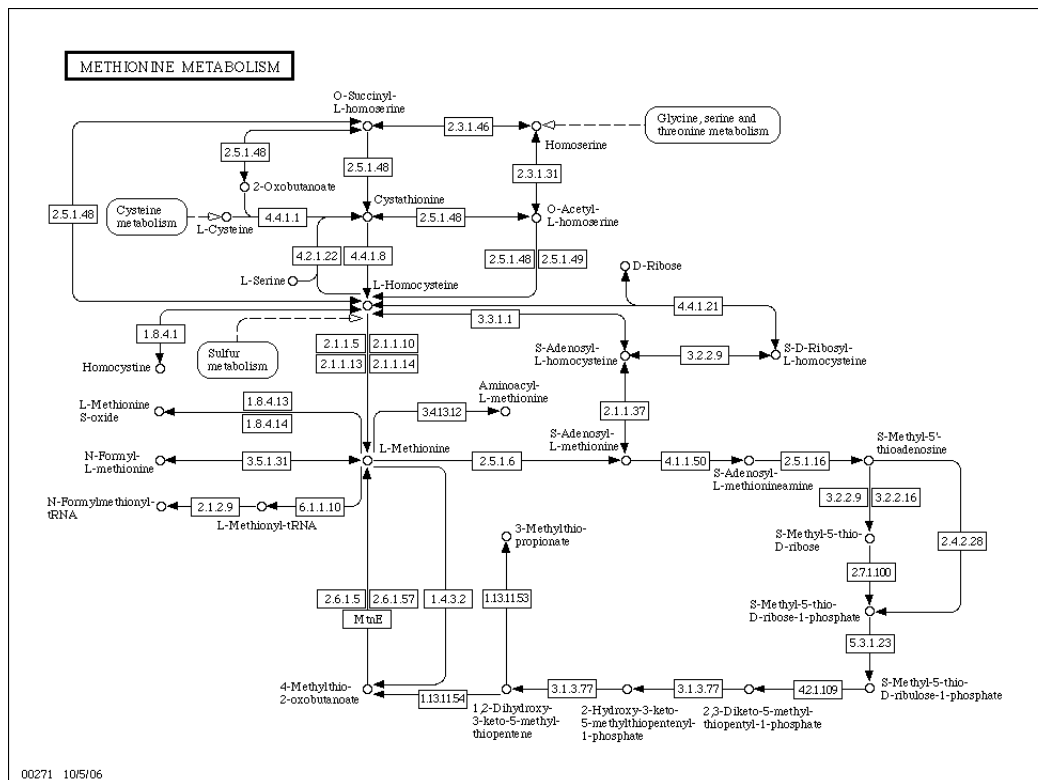 METHIONINE METABOLISM
O-Succinyl-
L-homoserine
2.3.1.46
Homoserine
Glycine, serine and
threonine metabolism
2.5.1.48
2.5.1.48
2.3.1.31
2-Oxobutanoate
Cystathionine
O-Acetyl-
L-homoserine
2.5.1.48
Cysteine
metabolism
L-Cysteine
4.4.1.1
2.5.1.48
4.2.1.22
4.4.1.8
2.5.1.48
2.5.1.49
L-Serine
L-Homocysteine
D-Ribose
4.4.1.21
3.3.1.1
1.8.4.1
Sulfur
metabolism
Homocystine
2.1.1.5
2.1.1.10
2.1.1.13
2.1.1.14
S-Adenosyl-
L-homocysteine
3.2.2.9
S-D-Ribosyl-
L-homocysteine
Aminoacyl-
L-methionine
3.4.13.12
2.1.1.37
L-Methionine
S-oxide
1.8.4.13
1.8.4.14
L-Methionine
S-Adenosyl-
L-methionine
S-Methyl-5'-
thioadenosine
N-Formyl-
L-methionine
3.5.1.31
2.5.1.6
4.1.1.50
S-Adenosyl-
L-methionineamine
2.5.1.16
N-Formylmethionyl-
tRNA
2.1.2.9
L-Methionyl-tRNA
6.1.1.10
3.2.2.9
3.2.2.16
3-Methylthio-
propionate
S-Methyl-5-thio-
D-ribose
2.4.2.28
2.7.1.100
2.6.1.5
2.6.1.57
MtnE
1.4.3.2
1.13.11.53
S-Methyl-5-thio-
D-ribose-1-phosphate
5.3.1.23
4-Methylthio-
2-oxobutanoate
1.13.11.54
1,2-Dihydroxy-
3-keto-5-methyl-
thiopentene
3.1.3.77
2-Hydroxy-3-keto-
5-methylthiopentenyl-
1-phosphate
3.1.3.77
2,3-Diketo-5-methyl-
thiopentyl-1-phosphate
4.2.1.109
S-Methyl-5-thio-
D-ribulose-1-phosphate
00271 10/5/06